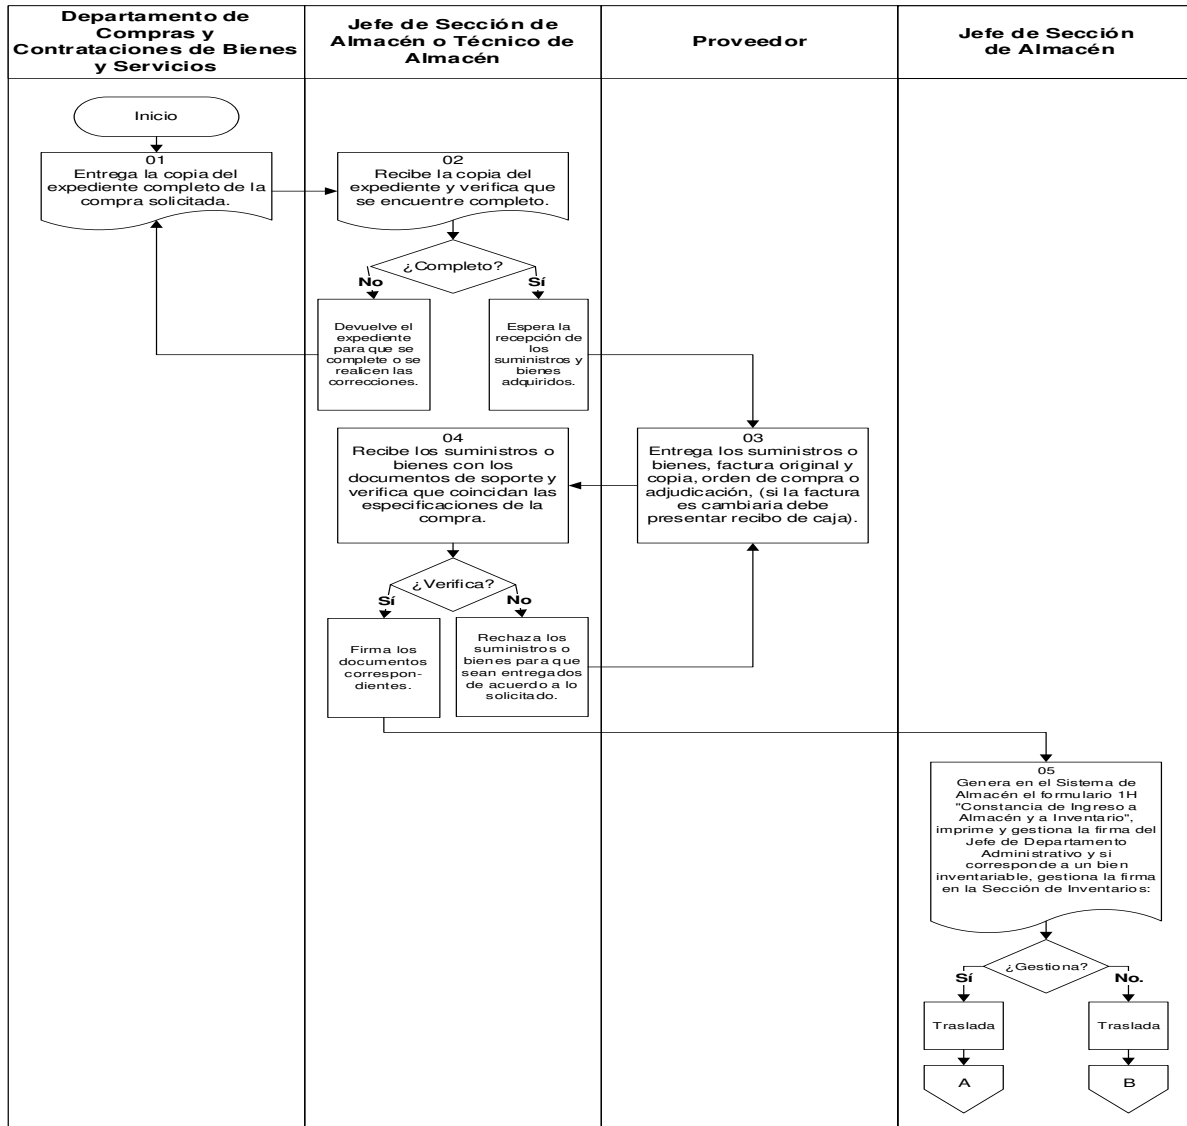 Departamento de
Compras y
Contrataciones de Bienes
y Servicios
Jefe de Sección de
Almacén o Técnico de
Almacén
Proveedor
Jefe de Sección
de Almacén
Inicio
01
Entrega la copia del
expediente completo de la
compra solicitada.
02
Recibe la copia del
expediente y verifica que
se encuentre completo.
¿Completo?
No
Sí
Devuelve el
expediente
para que se
complete o se
realicen las
correcciones.
Espera la
recepción de
los
suministros y
bienes
adquiridos.
03
Entrega los suministros o
bienes, factura original y
copia, orden de compra o
adjudicación, (si la factura
es cambiaria debe
presentar recibo de caja).
04
Recibe los suministros o
bienes con los
documentos de soporte y
verifica que coincidan las
especificaciones de la
compra.
¿Verifica?
Sí
No
Firma los
documentos
correspon-
dientes.
Rechaza los
suministros o
bienes para que
sean entregados
de acuerdo a lo
solicitado.
05
Genera en el Sistema de
Almacén el formulario 1H
"Constancia de Ingreso a
Almacén y a Inventario",
imprime y gestiona la firma del
Jefe de Departamento
Administrativo y si
corresponde a un bien
inventariable, gestiona la firma
en la Sección de Inventarios:
¿Gestiona?
Sí
No.
Traslada
Traslada
A
B